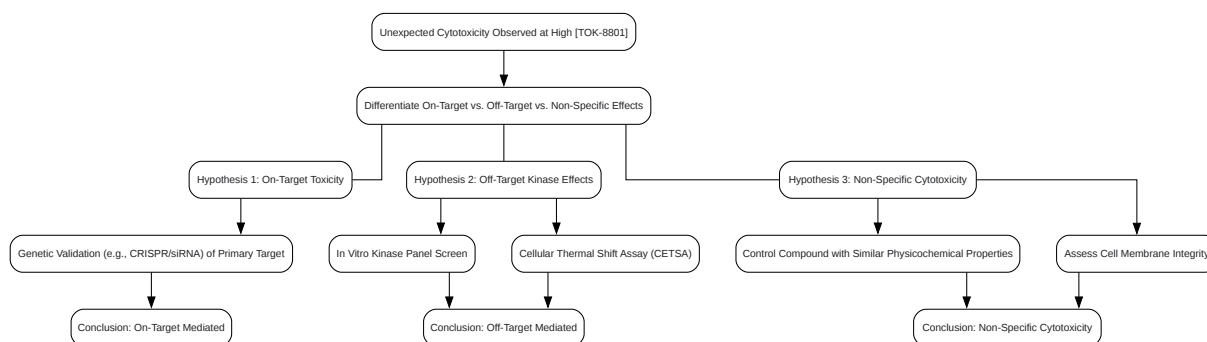 Unexpected Cytotoxicity Observed at High [TOK-8801]
Differentiate On-Target vs. Off-Target vs. Non-Specific Effects
Hypothesis 1: On-Target Toxicity
Hypothesis 2: Off-Target Kinase Effects
Hypothesis 3: Non-Specific Cytotoxicity
Genetic Validation (e.g., CRISPR/siRNA) of Primary Target
In Vitro Kinase Panel Screen
Cellular Thermal Shift Assay (CETSA)
Control Compound with Similar Physicochemical Properties
Assess Cell Membrane Integrity
Conclusion: On-Target Mediated
Conclusion: Off-Target Mediated
Conclusion: Non-Specific Cytotoxicity